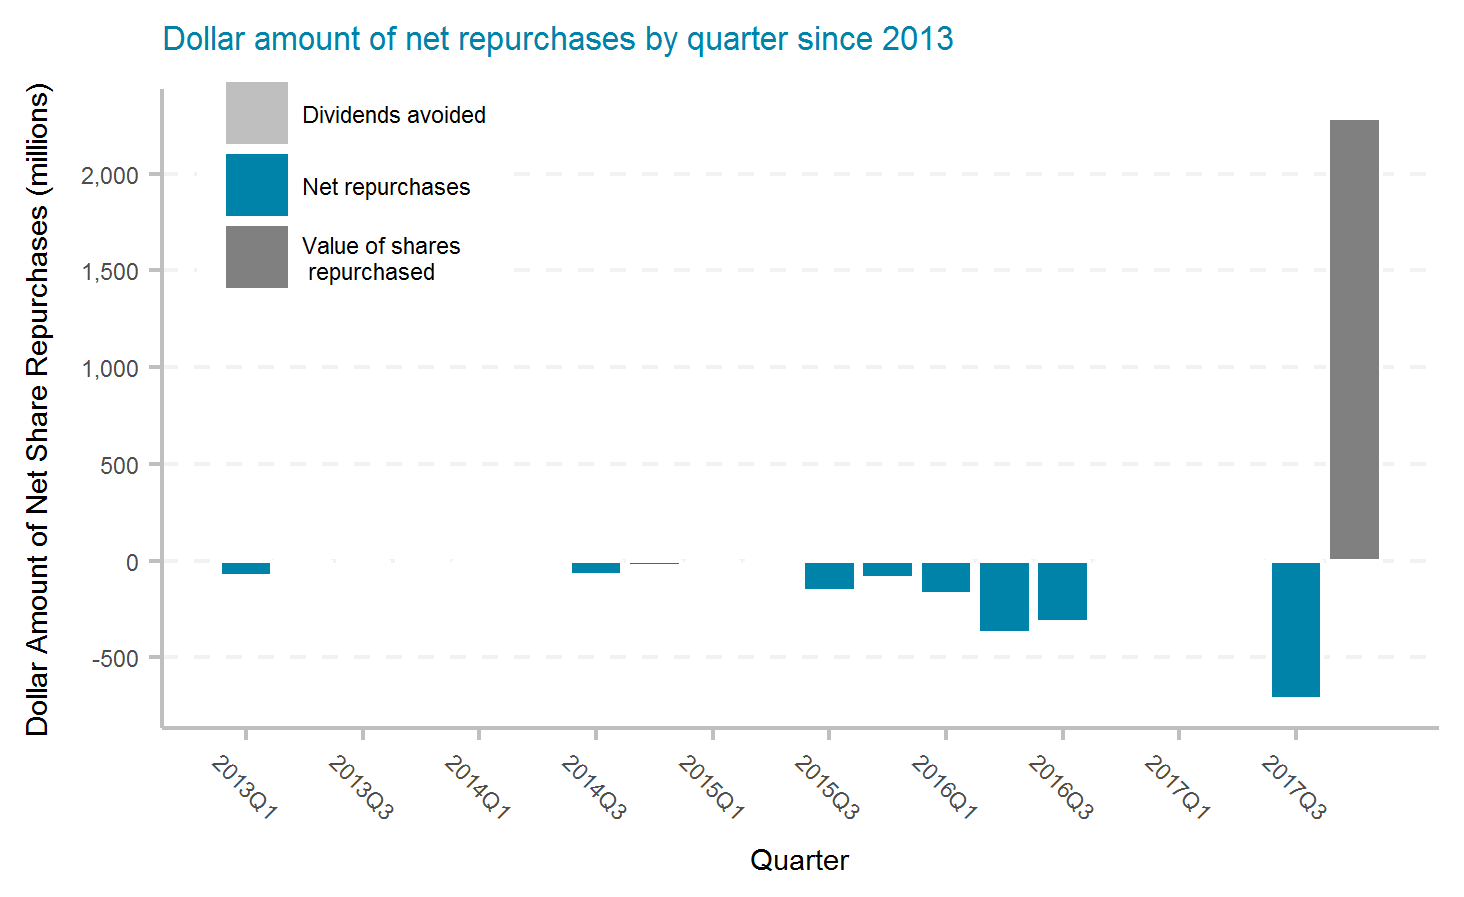 Dollar amount of net repurchases by quarter since 2013
Dollar Amount of Net Share Repurchases (millions)
Dividends avoided
Net repurchases
Value of shares
repurchased
2,000
1,500
1,000
500
0
-500
2013Q1
2013Q3
2014Q1
2014Q3
2015Q1
2015Q3
2016Q1
2016Q3
2017Q1
2017Q3
Quarter